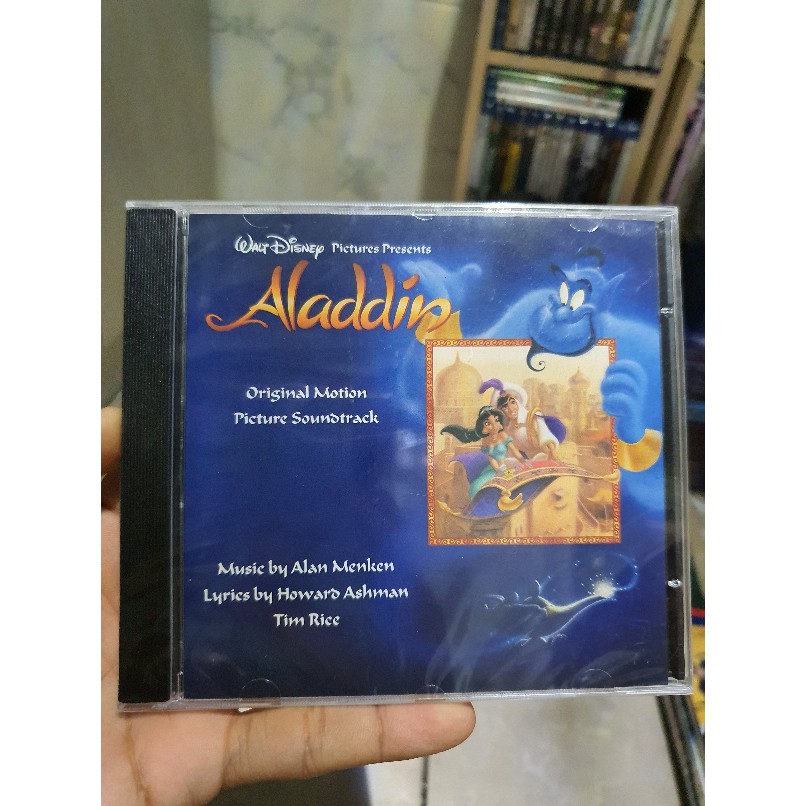 WALT DISNEY Pictures Presents
Aladdin
Original Motion
Picture Soundtrack
Music by Alan Menken
Lyrics by Howard Ashman
Tim Rice